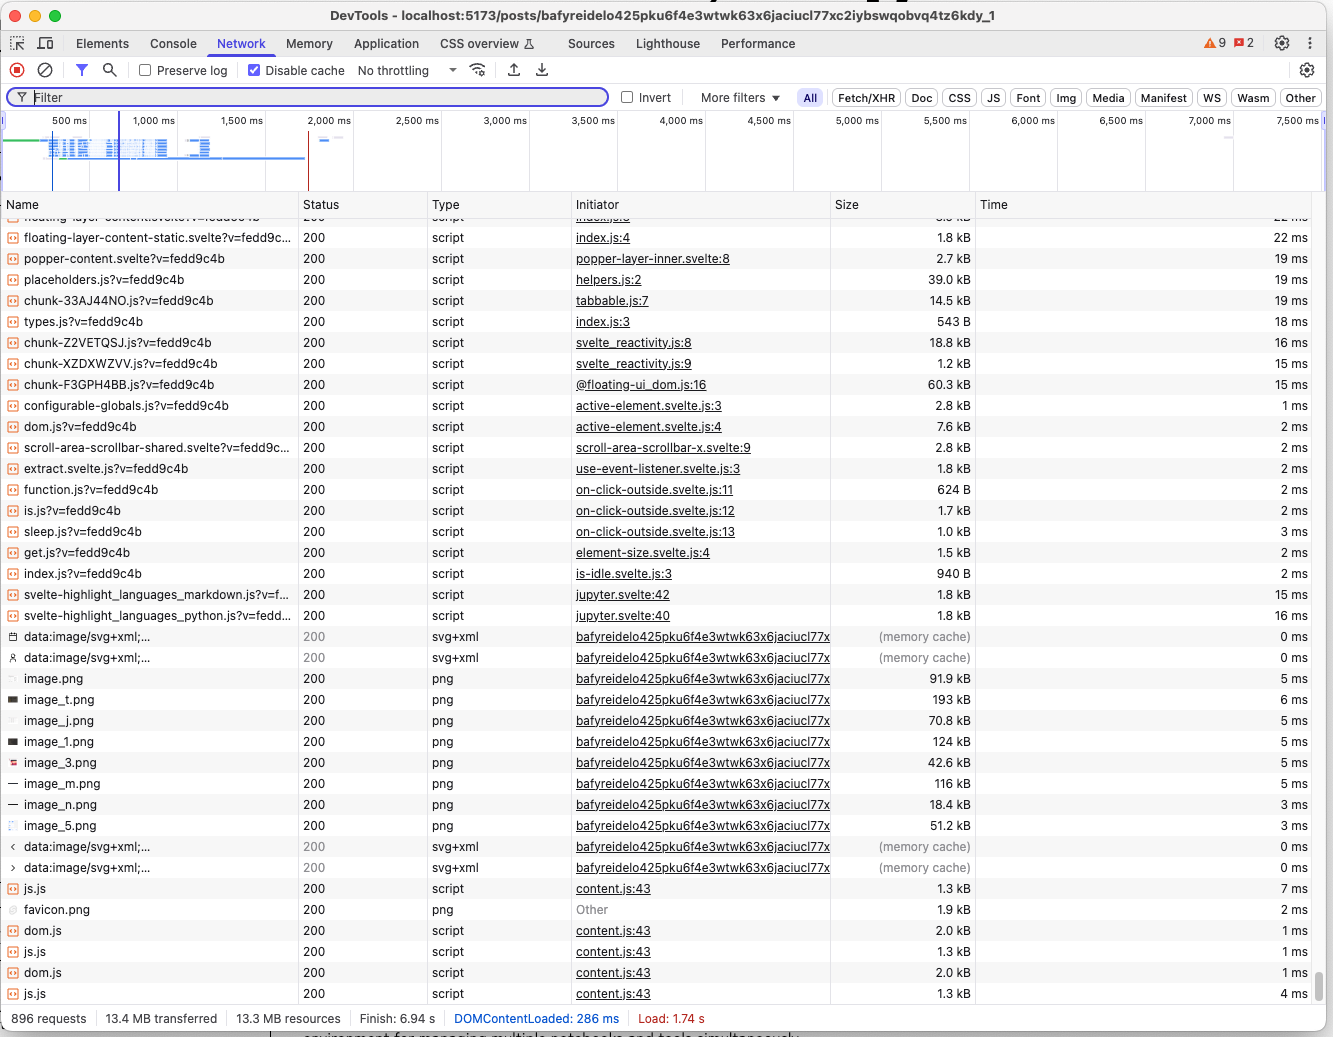 DevTools - localhost:5173/posts/bafyreidelo425pku6f4e3wtwk63x6jaciucl77xc2iybswqobvq4tz6kdy_1
Elements Console Network Memory Application CSS overview Sources Lighthouse Performance 9 2
Preserve log Disable cache No throttling
Filter Invert More filters All Fetch/XHR Doc CSS JS Font Img Media Manifest WS Wasm Other
500 ms 1,000 ms 1,500 ms 2,000 ms 2,500 ms 3,000 ms 3,500 ms 4,000 ms 4,500 ms 5,000 ms 5,500 ms 6,000 ms 6,500 ms 7,000 ms 7,500 ms
Name Status Type Initiator Size Time
floating-layer-content.svelte?v=fedd9c4b 200 script 22 ms
floating-layer-content-static.svelte?v=fedd9c... 200 script index.js:4 1.8 kB 22 ms
popper-content.svelte?v=fedd9c4b 200 script popper-layer-inner.svelte:8 2.7 kB 19 ms
placeholders.js?v=fedd9c4b 200 script helpers.js:2 39.0 kB 19 ms
chunk-33AJ44NO.js?v=fedd9c4b 200 script tabbable.js:7 14.5 kB 19 ms
types.js?v=fedd9c4b 200 script index.js:3 543 B 18 ms
chunk-Z2VETQSJ.js?v=fedd9c4b 200 script svelte_reactivity.js:8 18.8 kB 16 ms
chunk-XZDXWZVV.js?v=fedd9c4b 200 script svelte_reactivity.js:9 1.2 kB 15 ms
chunk-F3GPH4BB.js?v=fedd9c4b 200 script @floating-ui_dom.js:16 60.3 kB 15 ms
configurable-globals.js?v=fedd9c4b 200 script active-element.svelte.js:3 2.8 kB 1 ms
dom.js?v=fedd9c4b 200 script active-element.svelte.js:4 7.6 kB 2 ms
scroll-area-scrollbar-shared.svelte?v=fedd9c... 200 script scroll-area-scrollbar-x.svelte:9 2.8 kB 2 ms
extract.svelte.js?v=fedd9c4b 200 script use-event-listener.svelte.js:3 1.8 kB 2 ms
function.js?v=fedd9c4b 200 script on-click-outside.svelte.js:11 624 B 2 ms
is.js?v=fedd9c4b 200 script on-click-outside.svelte.js:12 1.7 kB 2 ms
sleep.js?v=fedd9c4b 200 script on-click-outside.svelte.js:13 1.0 kB 3 ms
get.js?v=fedd9c4b 200 script element-size.svelte.js:4 1.5 kB 2 ms
index.js?v=fedd9c4b 200 script is-idle.svelte.js:3 940 B 2 ms
svelte-highlight_languages_markdown.js?v=f... 200 script jupyter.svelte:42 1.8 kB 15 ms
svelte-highlight_languages_python.js?v=fedd... 200 script jupyter.svelte:40 1.8 kB 16 ms
data:image/svg+xml;... 200 svg+xml bafyreidelo425pku6f4e3wtwk63x6jaciucl77x (memory cache) 0 ms
data:image/svg+xml;... 200 svg+xml bafyreidelo425pku6f4e3wtwk63x6jaciucl77x (memory cache) 0 ms
image.png 200 png bafyreidelo425pku6f4e3wtwk63x6jaciucl77x 91.9 kB 5 ms
image_t.png 200 png bafyreidelo425pku6f4e3wtwk63x6jaciucl77x 193 kB 6 ms
image_j.png 200 png bafyreidelo425pku6f4e3wtwk63x6jaciucl77x 70.8 kB 5 ms
image_1.png 200 png bafyreidelo425pku6f4e3wtwk63x6jaciucl77x 124 kB 5 ms
image_3.png 200 png bafyreidelo425pku6f4e3wtwk63x6jaciucl77x 42.6 kB 5 ms
image_m.png 200 png bafyreidelo425pku6f4e3wtwk63x6jaciucl77x 116 kB 5 ms
image_n.png 200 png bafyreidelo425pku6f4e3wtwk63x6jaciucl77x 18.4 kB 3 ms
image_5.png 200 png bafyreidelo425pku6f4e3wtwk63x6jaciucl77x 51.2 kB 3 ms
data:image/svg+xml;... 200 svg+xml bafyreidelo425pku6f4e3wtwk63x6jaciucl77x (memory cache) 0 ms
data:image/svg+xml;... 200 svg+xml bafyreidelo425pku6f4e3wtwk63x6jaciucl77x (memory cache) 0 ms
js.js 200 script content.js:43 1.3 kB 7 ms
favicon.png 200 png Other 1.9 kB 2 ms
dom.js 200 script content.js:43 2.0 kB 1 ms
js.js 200 script content.js:43 1.3 kB 1 ms
dom.js 200 script content.js:43 2.0 kB 1 ms
js.js 200 script content.js:43 1.3 kB 4 ms
896 requests 13.4 MB transferred 13.3 MB resources Finish: 6.94 s DOMContentLoaded: 286 ms Load: 1.74 s
environment for managing multiple notebooks and tools simultaneously